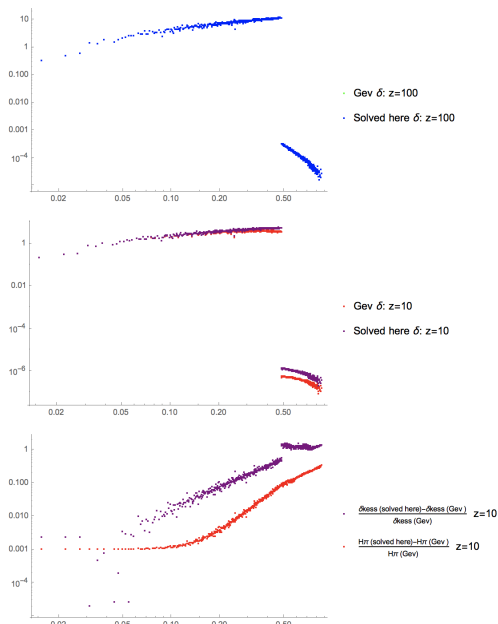 10
1
0.100
0.010
0.001
10⁻⁴
0.02 0.05 0.10 0.20 0.50
Gev δ: z=100
Solved here δ: z=100
1
0.01
10⁻⁴
10⁻⁶
0.02 0.05 0.10 0.20 0.50
Gev δ: z=10
Solved here δ: z=10
1
0.100
0.010
0.001
10⁻⁴
δkess (solved here)-δkess (Gev)
δkess (Gev)
z=10
Hπ (solved here)-Hπ (Gev)
Hπ (Gev)
z=10
0.02 0.05 0.10 0.20 0.50